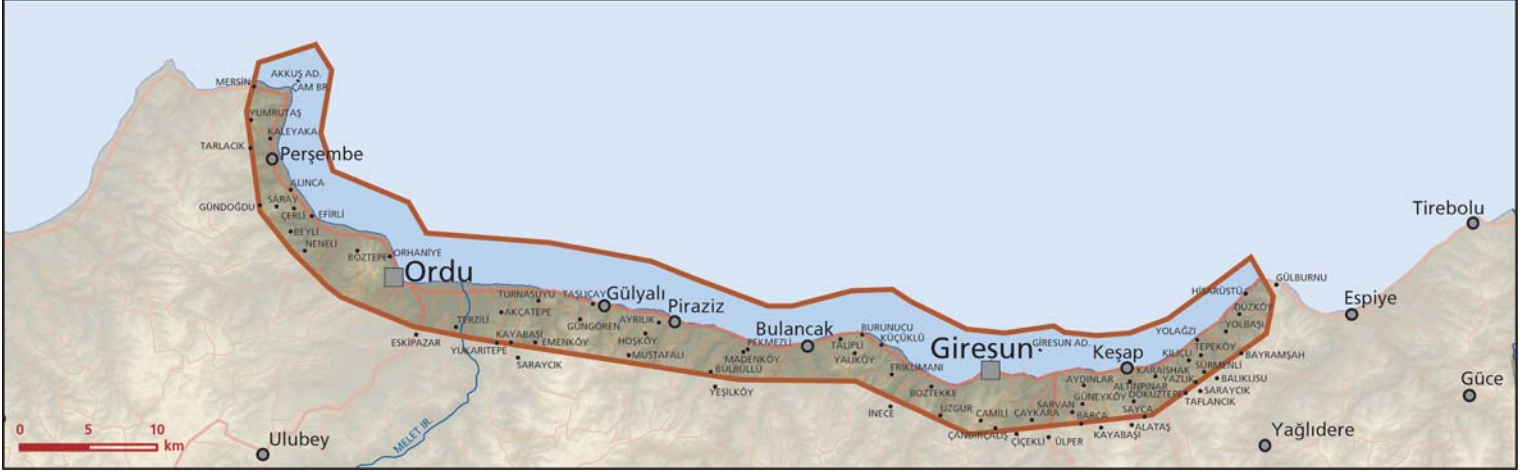 MERSİN
AKKUŞ AD.
ÇAM BR
YUMRUTAŞ
KALEYAKA
TARLACIK
Perşembe
ALINCA
SARAY
GÜNDOĞDU
ÇERLİ
EFİRLİ
BEYLİ
NENELİ
BOZTEPE
ORHANİYE
Ordu
TURNASUYU
TAŞLIÇAY
Gülyalı
AKÇATEPE
Piraziz
TERZİLİ
GÜNGÖREN
AYRILIK
ESKİPAZAR
KAYABAŞI
EMENKÖY
HOŞKÖY
YUKARITEPE
SARAYCIK
MUSTAFALI
Bulancak
BURUNUCU
TALİPLİ
KÜÇÜKLÜ
PEKMEZLİ
MADENKÖY
YALIKÖY
BÜLBÜLLÜ
YEŞİLKÖY
ERİKLİMANI
Giresun
GİRESUN AD.
BOZTEKKE
İNECE
UZGUR
CAMİLİ
ÇANDIRÇALIŞ
ÇİÇEKLİ
ÇAYKARA
ÜLPER
SARVAN
BARÇA
KAYABAŞI
ALATAŞ
SAYCA
Keşap
AYDINLAR
GÜNEYKÖY
ALTINPINAR
DOKUZTEPE
KARAİSHAK
YAZLIK
KILIÇLI
TEPEKÖY
SÜRMENLİ
BALIKLISU
SARAYCIK
TAFLANCIK
YOLAĞZI
YOLBAŞI
DÜZKÖY
HİSARÜSTÜ
GÜLBURNU
BAYRAMŞAH
Espiye
Tirebolu
Güce
Yağlıdere
Ulubey
MELET IR.
0 5 10
km